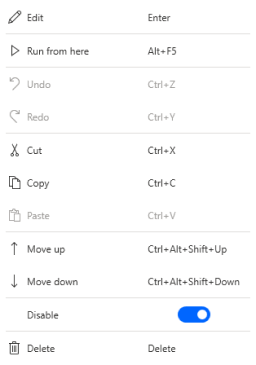 Edit Enter
Run from here Alt+F5
Undo Ctrl+Z
Redo Ctrl+Y
Cut Ctrl+X
Copy Ctrl+C
Paste Ctrl+V
Move up Ctrl+Alt+Shift+Up
Move down Ctrl+Alt+Shift+Down
Disable
Delete Delete